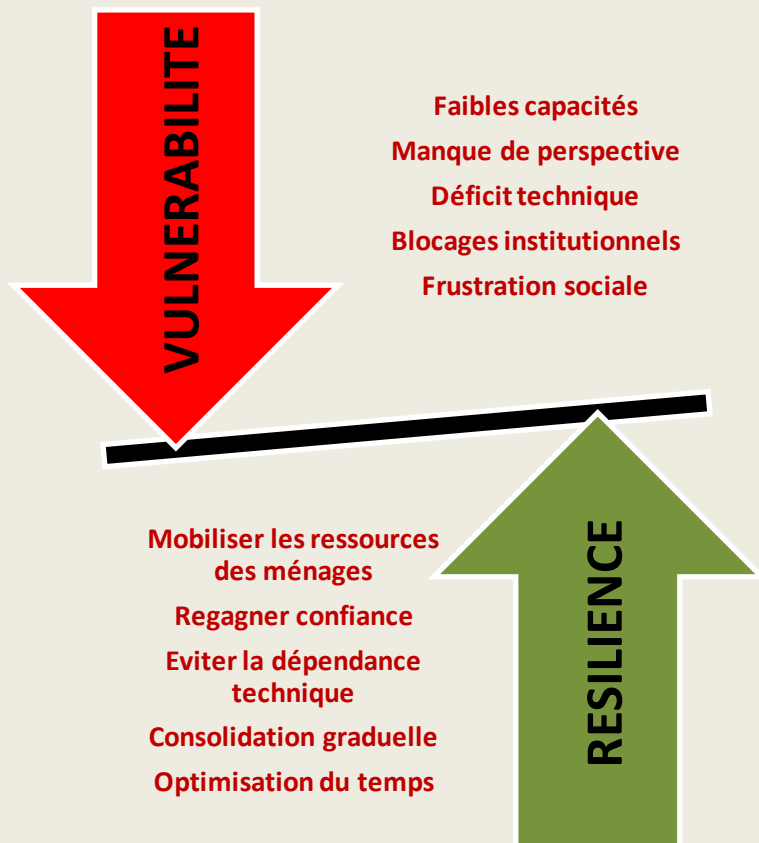 VULNERABILITE
Faibles capacités
Manque de perspective
Déficit technique
Blocages institutionnels
Frustration sociale
Mobiliser les ressources
des ménages
Regagner confiance
Eviter la dépendance
technique
Consolidation graduelle
Optimisation du temps
RESILIENCE